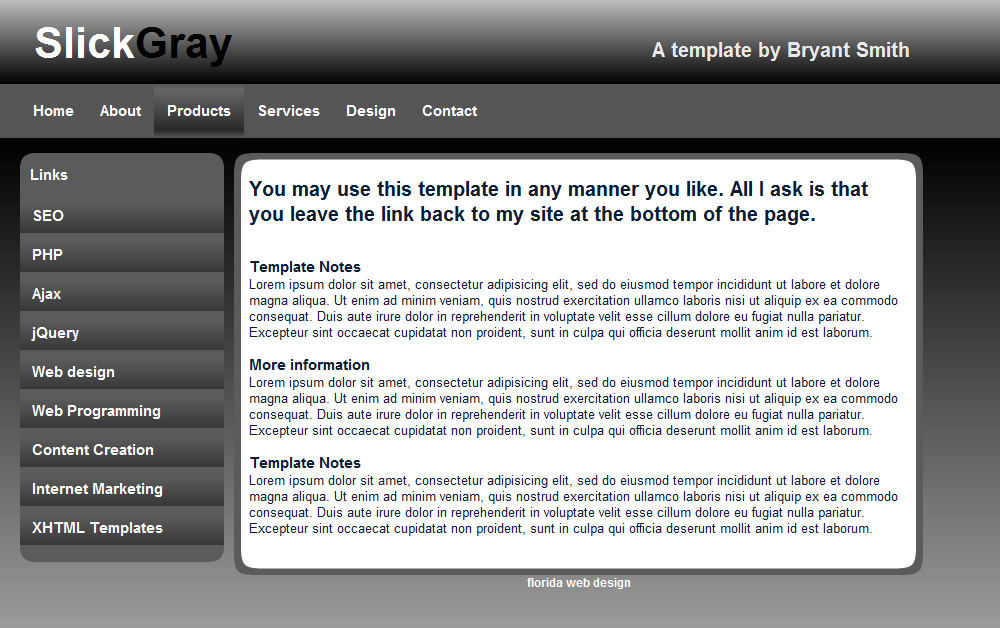 SlickGray
A template by Bryant Smith
Home About Products Services Design Contact
Links
SEO
PHP
Ajax
jQuery
Web design
Web Programming
Content Creation
Internet Marketing
XHTML Templates
You may use this template in any manner you like. All I ask is that
you leave the link back to my site at the bottom of the page.
Template Notes
Lorem ipsum dolor sit amet, consectetur adipisicing elit, sed do eiusmod tempor incididunt ut labore et dolore
magna aliqua. Ut enim ad minim veniam, quis nostrud exercitation ullamco laboris nisi ut aliquip ex ea commodo
consequat. Duis aute irure dolor in reprehenderit in voluptate velit esse cillum dolore eu fugiat nulla pariatur.
Excepteur sint occaecat cupidatat non proident, sunt in culpa qui officia deserunt mollit anim id est laborum.
More information
Lorem ipsum dolor sit amet, consectetur adipisicing elit, sed do eiusmod tempor incididunt ut labore et dolore
magna aliqua. Ut enim ad minim veniam, quis nostrud exercitation ullamco laboris nisi ut aliquip ex ea commodo
consequat. Duis aute irure dolor in reprehenderit in voluptate velit esse cillum dolore eu fugiat nulla pariatur.
Excepteur sint occaecat cupidatat non proident, sunt in culpa qui officia deserunt mollit anim id est laborum.
Template Notes
Lorem ipsum dolor sit amet, consectetur adipisicing elit, sed do eiusmod tempor incididunt ut labore et dolore
magna aliqua. Ut enim ad minim veniam, quis nostrud exercitation ullamco laboris nisi ut aliquip ex ea commodo
consequat. Duis aute irure dolor in reprehenderit in voluptate velit esse cillum dolore eu fugiat nulla pariatur.
Excepteur sint occaecat cupidatat non proident, sunt in culpa qui officia deserunt mollit anim id est laborum.
florida web design